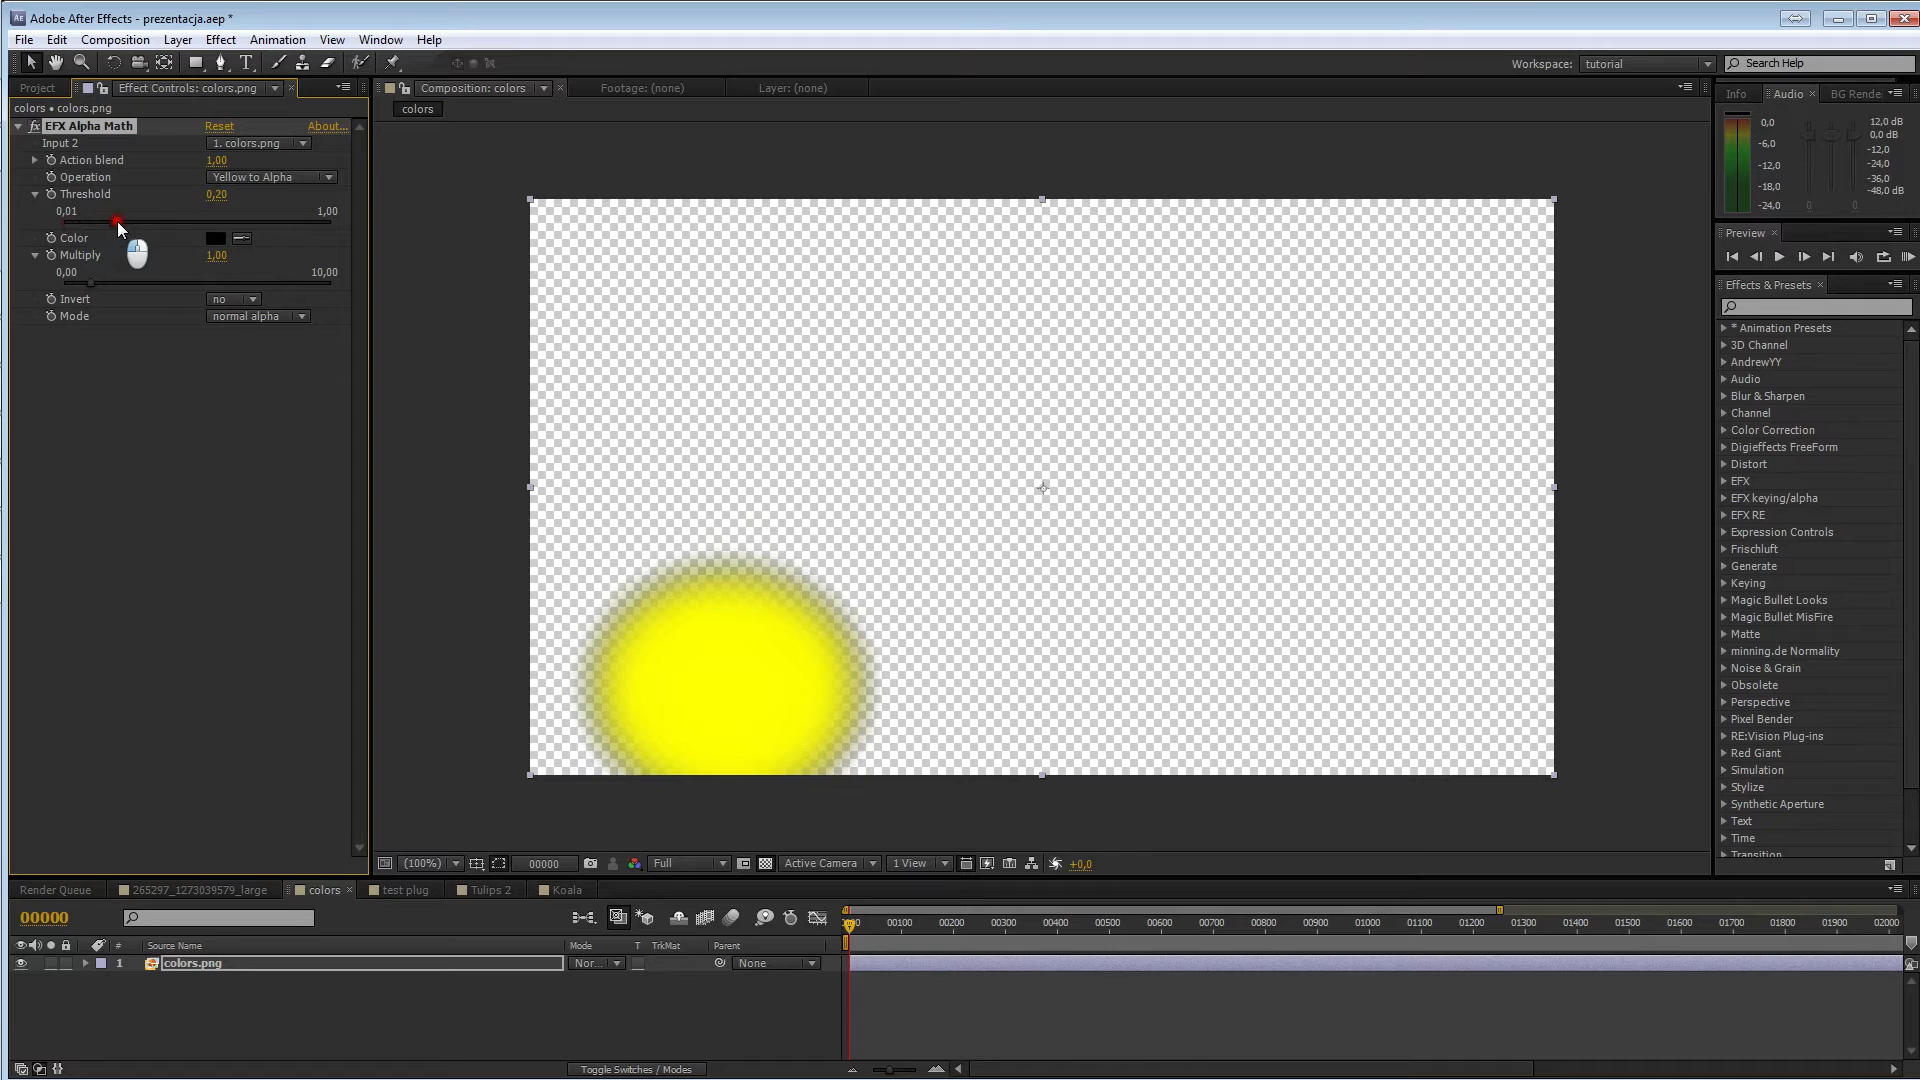 Adobe After Effects - prezentacja.aep *
File Edit Composition Layer Effect Animation View Window Help
Workspace: tutorial Search Help
Project Effect Controls: colors.png Composition: colors Footage: (none) Layer: (none) Info Audio BG Rende
colors • colors.png
colors
EFX Alpha Math Reset About...
Input 2 1. colors.png
Action blend 1,00
Operation Yellow to Alpha
Threshold 0,20
0,01 1,00
Color
Multiply 1,00
0,00 10,00
Invert no
Mode normal alpha
0,0
-6,0
-12,0
-18,0
-24,0
12,0 dB
0,0 dB
-12,0
-24,0
-36,0
-48,0 dB
0 0
Preview
Effects & Presets
* Animation Presets
3D Channel
AndrewYY
Audio
Blur & Sharpen
Channel
Color Correction
Digieffects FreeForm
Distort
EFX
EFX keying/alpha
EFX RE
Expression Controls
Frischluft
Generate
Keying
Magic Bullet Looks
Magic Bullet MisFire
Matte
minning.de Normality
Noise & Grain
Obsolete
Perspective
Pixel Bender
RE:Vision Plug-ins
Red Giant
Simulation
Stylize
Synthetic Aperture
Text
Time
Transition
(100%) 00000 Full Active Camera 1 View +0,0
Render Queue 265297_1273039579_large colors test plug Tulips 2 Koala
00000
00100 00200 00300 00400 00500 00600 00700 00800 00900 01000 01100 01200 01300 01400 01500 01600 01700 01800 01900 02000
# Source Name Mode T TrkMat Parent
1 colors.png Nor... None
Toggle Switches / Modes